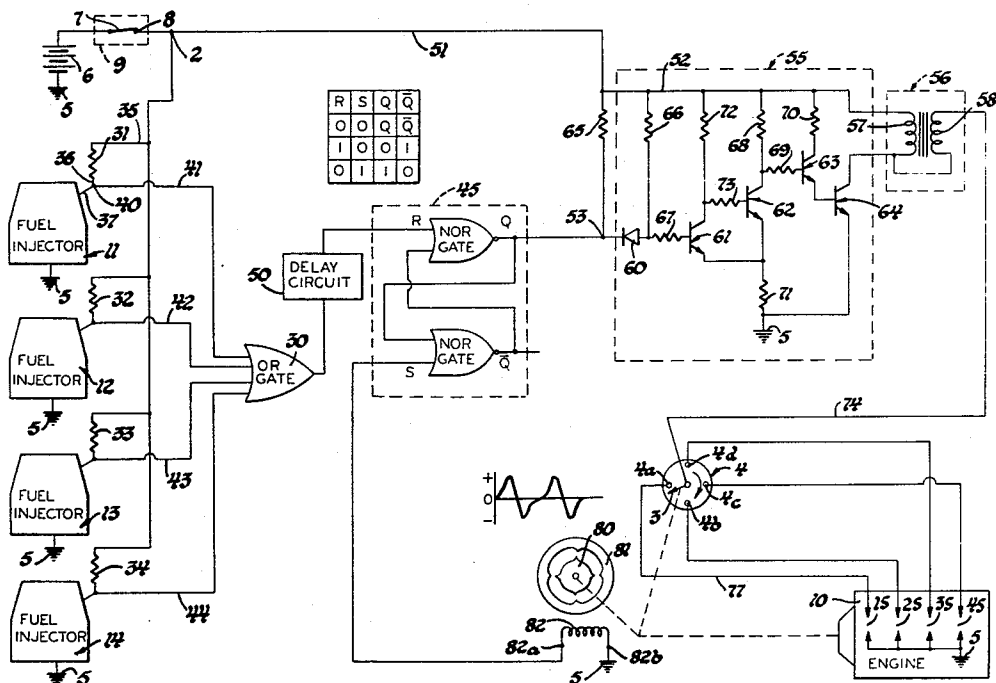 7 8
9
2
6
5
51
52
55
56
57
58
35
31
36
40
37
41
FUEL INJECTOR
11
5
R S Q Q̅
0 0 Q Q̅
1 0 0 1
0 1 1 0
45
R
Q
NOR GATE
NOR GATE
S
Q̅
DELAY CIRCUIT
50
65
66
72
68
70
69
63
53
60
67
73
61
62
64
71
5
32
42
FUEL INJECTOR
12
5
OR GATE
30
33
43
FUEL INJECTOR
13
5
34
44
FUEL INJECTOR
14
5
74
4d
4a
4
3
4c
4b
+
0
-
80
81
82
82a
82b
5
77
10
1S 2S 3S 4S
5
ENGINE